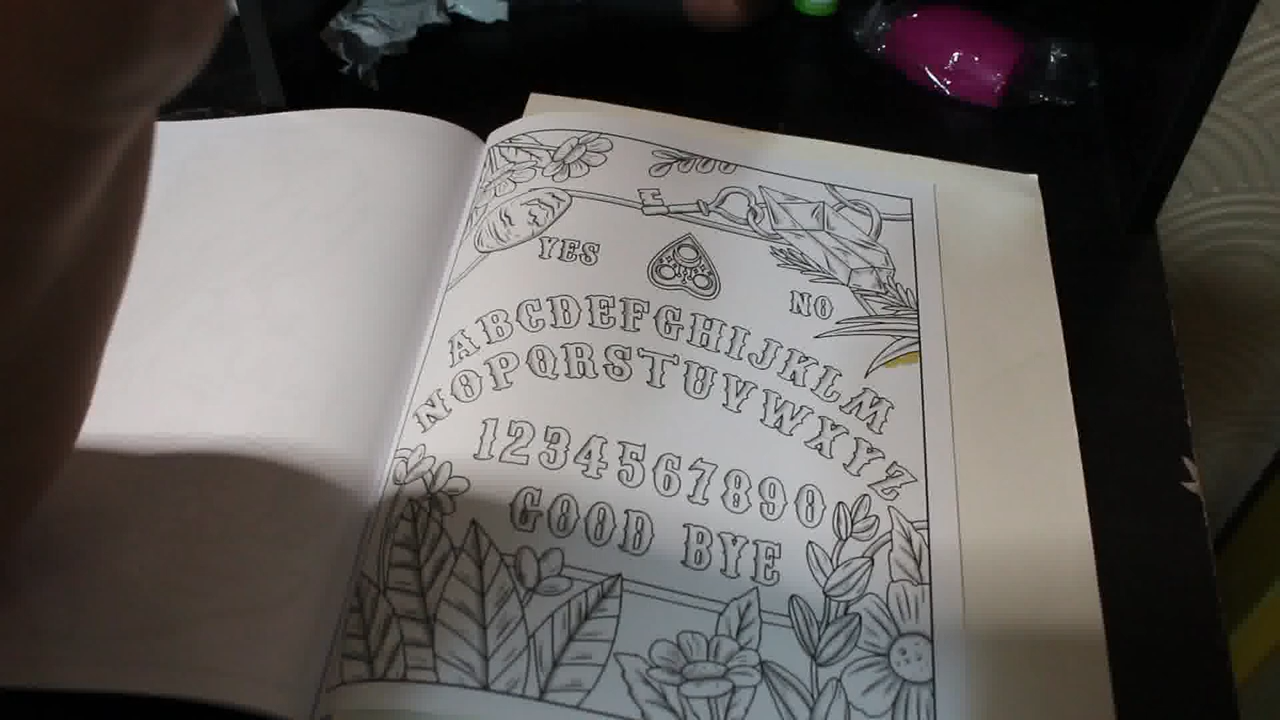 YES
NO
ABCDEFGHIJKLM
NOPQRSTUVWXYZ
1234567890
GOOD BYE